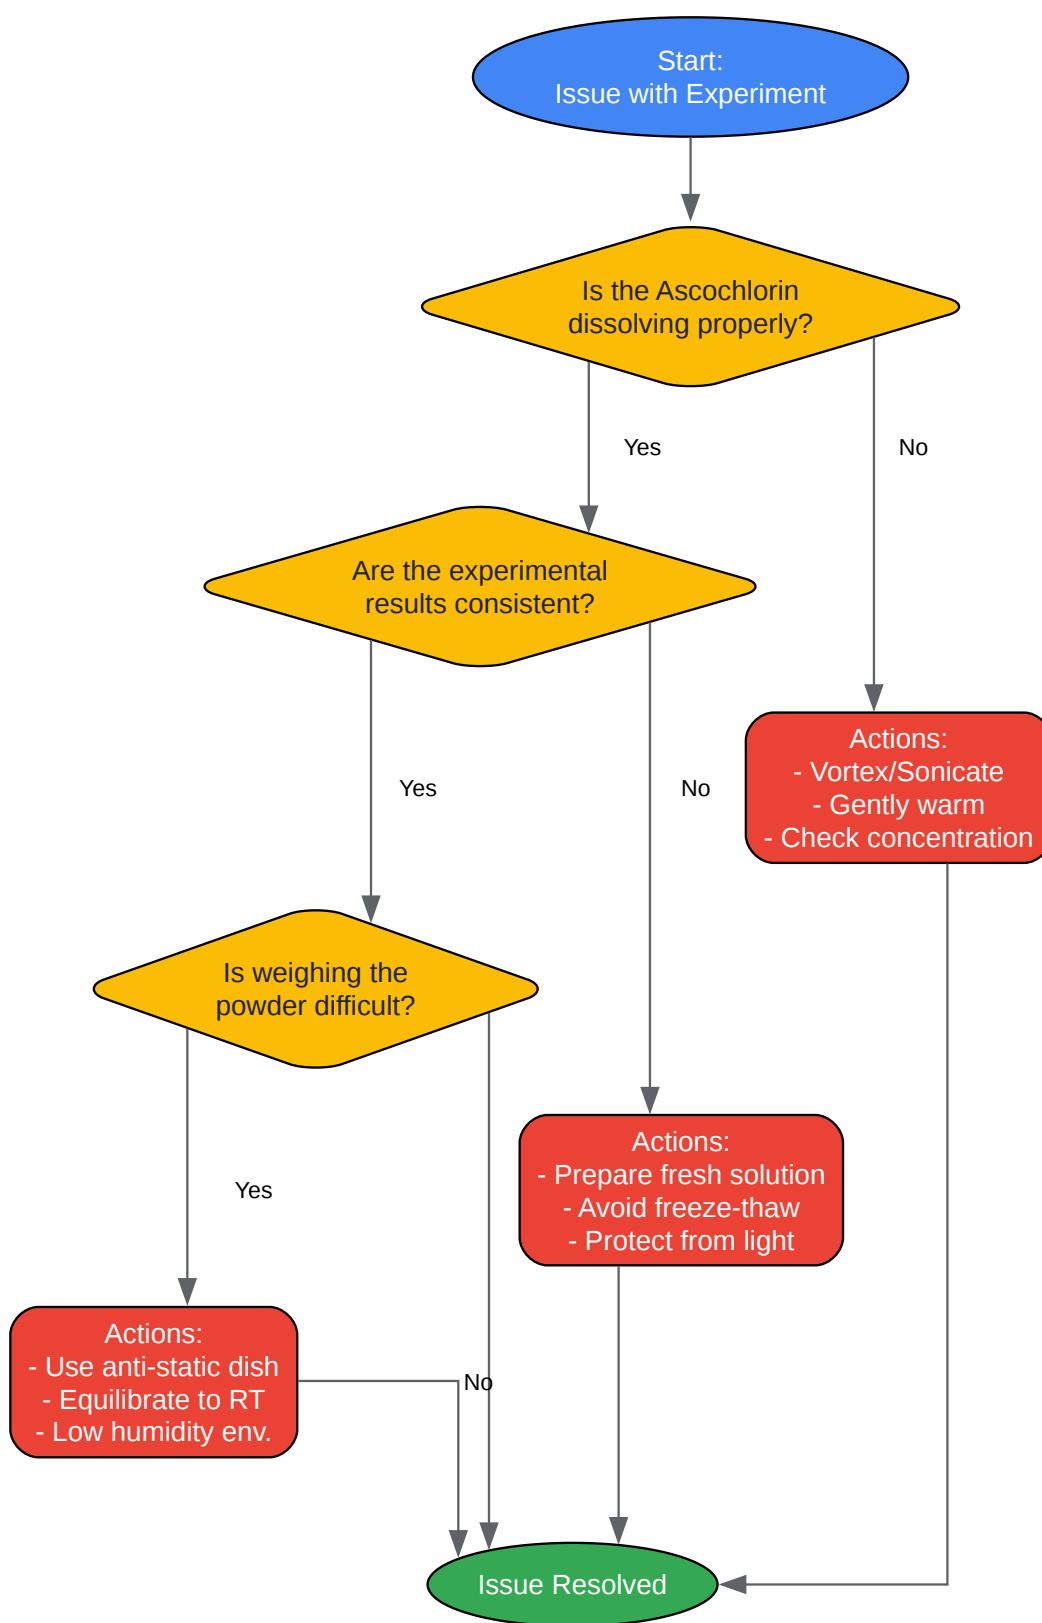 Start:
Issue with Experiment
Is the Ascochlorin
dissolving properly?
Yes
No
Are the experimental
results consistent?
Actions:
- Vortex/Sonicate
- Gently warm
- Check concentration
Yes
No
Is weighing the
powder difficult?
Actions:
- Prepare fresh solution
- Avoid freeze-thaw
- Protect from light
Yes
Actions:
- Use anti-static dish
- Equilibrate to RT
- Low humidity env.
No
Issue Resolved